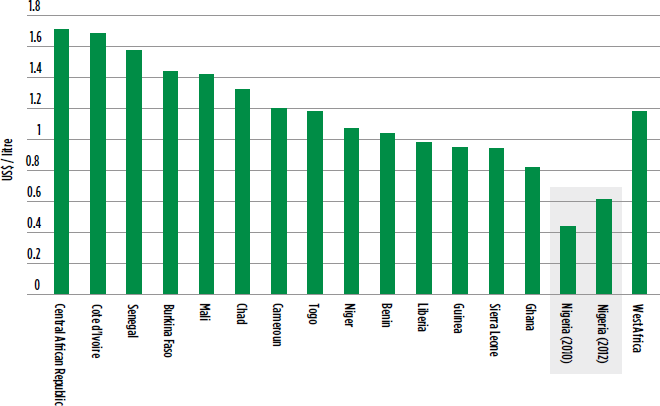 1.8
1.6
1.4
1.2
1
0.8
0.6
0.4
0.2
0
US$ / litre
Central African Republic
Cote d'Ivoire
Senegal
Burkina Faso
Mali
Chad
Cameroun
Togo
Niger
Benin
Liberia
Guinea
Sierra Leone
Ghana
Nigeria (2010)
Nigeria (2012)
West Africa